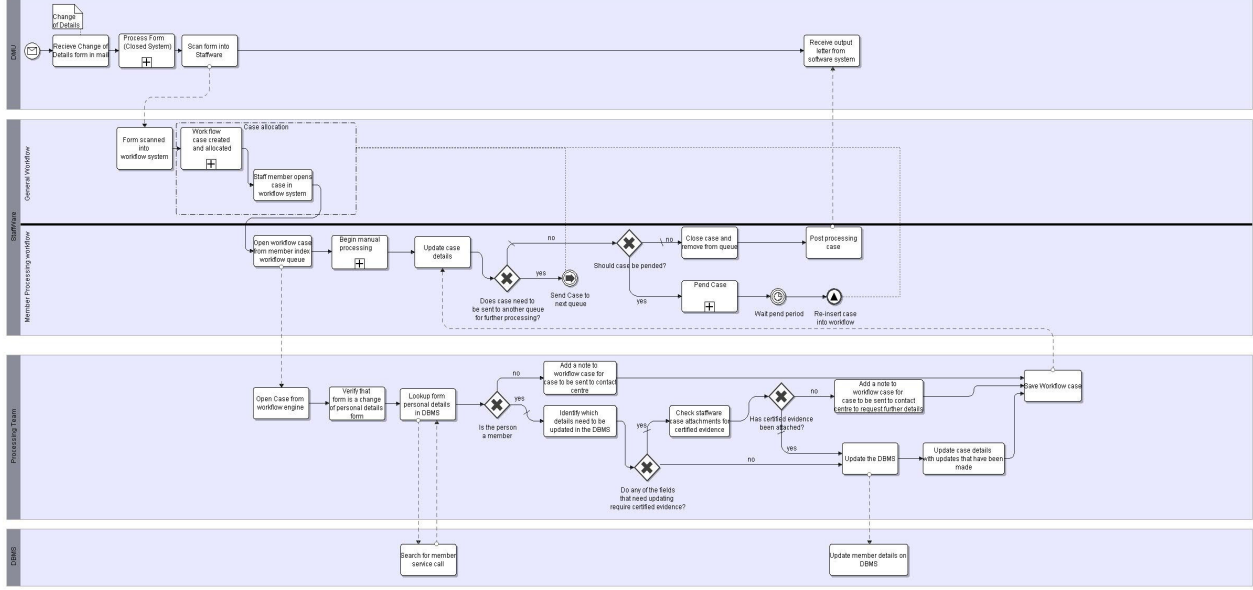 DMU
Change
of Details
Recieve Change of
Details form in mail
Process Form
(Closed System)
Scan form into
Staffware
Receive output
letter from
software system
StaffWare
General Workflow
Form scanned
into
workflow system
Case allocation
Work flow
case created
and allocated
Staff member opens
case in
workflow system
Member Processing workflow
Open workflow case
from member index
workflow queue
Begin manual
processing
Update case
details
no
yes
Does case need to
be sent to another queue
for further processing?
Send Case to
next queue
Should case be pended?
no
yes
Close case and
remove from queue
Post processing
case
Pend Case
Wait pend period
Re-insert case
into workflow
Processing Team
Open Case from
workflow engine
Verify that
form is a change
of personal details
form
Lookup form
personal details
in DBMS
no
yes
Is the person
a member
Add a note to
workflow case for
case to be sent to contact
centre
Identify which
details need to be
updated in the DBMS
yes
no
Do any of the fields
that need updating
require certified evidence?
Check staffware
case attachments for
certified evidence
Has certified evidence
been attached?
no
yes
Add a note to
workflow case for
case to be sent to contact
centre to request further details
Update the DBMS
Update case details
with updates that have been
made
Save Workflow case
DBMS
Search for member
service call
Update member details on
DBMS